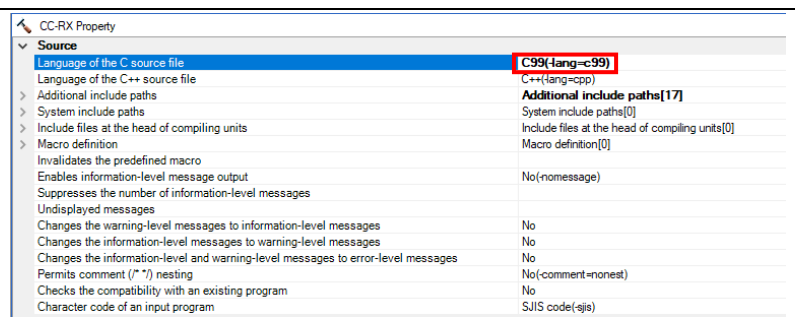 CC-RX Property
Source
Language of the C source file C99(-lang=c99)
Language of the C++ source file C++(-lang=cpp)
Additional include paths Additional include paths[17]
System include paths System include paths[0]
Include files at the head of compiling units Include files at the head of compiling units[0]
Macro definition Macro definition[0]
Invalidates the predefined macro
Enables information-level message output No(-nomessage)
Suppresses the number of information-level messages
Undisplayed messages
Changes the warning-level messages to information-level messages No
Changes the information-level messages to warning-level messages No
Changes the information-level and warning-level messages to error-level messages No
Permits comment (/* */) nesting No(-comment=nonest)
Checks the compatibility with an existing program No
Character code of an input program SJIS code(-sjis)